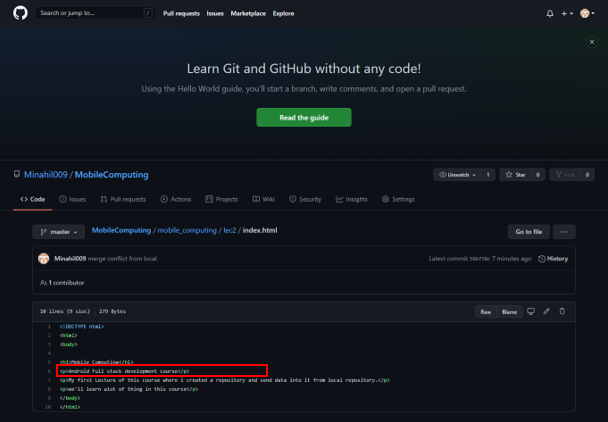 Search or jump to... /
Pull requests Issues Marketplace Explore
Learn Git and GitHub without any code!
Using the Hello World guide, you'll start a branch, write comments, and open a pull request.
Read the guide
Minahil009 / MobileComputing
Unwatch 1 Star 0 Fork 0
Code Issues Pull requests Actions Projects Wiki Security Insights Settings
master MobileComputing / mobile_computing / lec2 / index.html Go to file ...
Minahil009 merge conflict from local Latest commit 7 minutes ago History
1 contributor
10 lines (9 sloc) 279 Bytes Raw Blame
1 <!DOCTYPE html>
2 <html>
3 <body>
4
5 <h1>Mobile Computing</h1>
6 <p>Android Full stack development course</p>
7 <p>My first Lecture of this course where i created a repository and send data into it from local repository.</p>
8 <p>we'll learn alot of thing in this course</p>
9 </body>
10 </html>